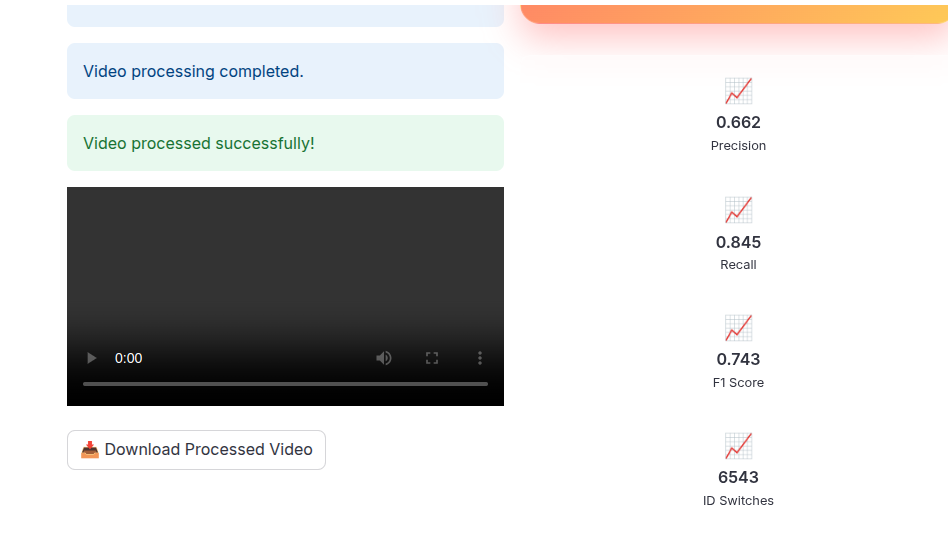 Video processing completed.
Video processed successfully!
0:00
Download Processed Video
0.662
Precision
0.845
Recall
0.743
F1 Score
6543
ID Switches